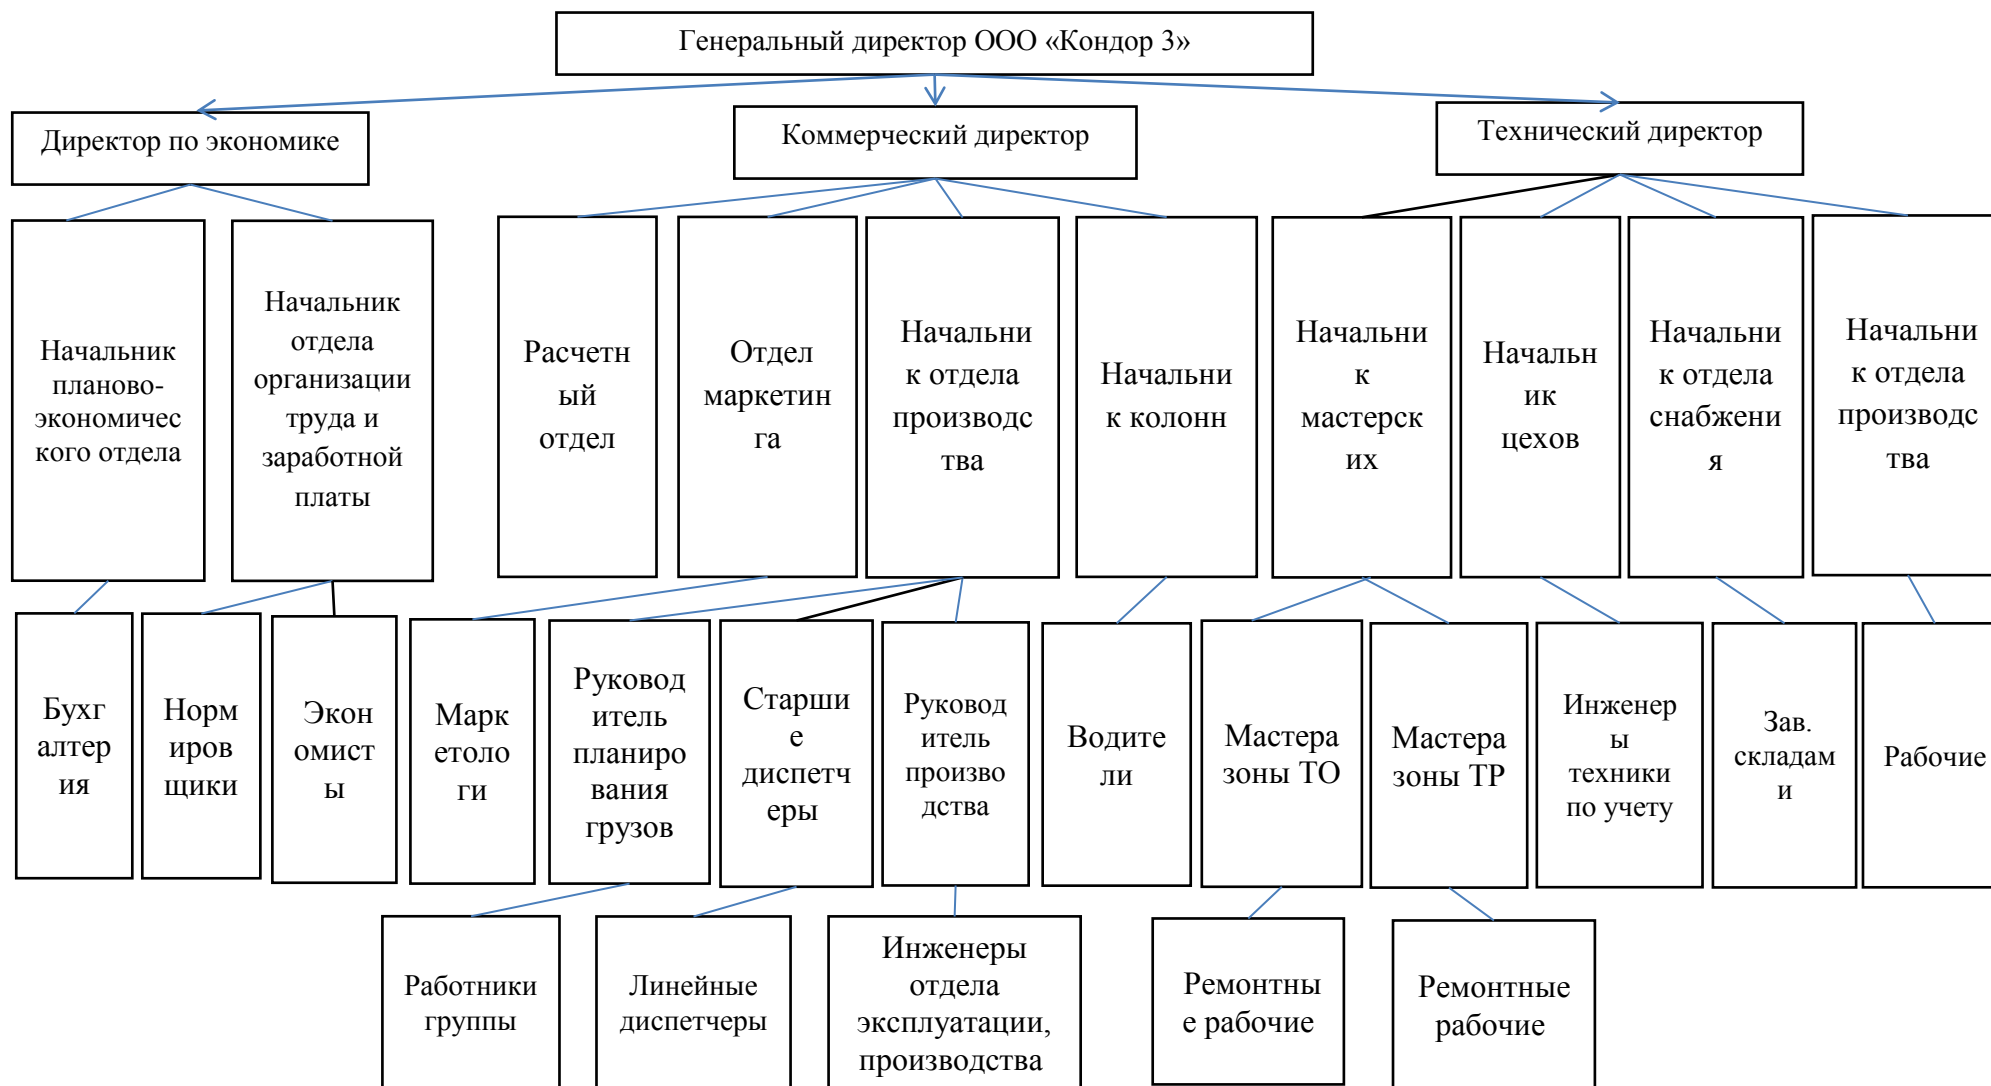 Генеральный директор ООО «Кондор 3»
Директор по экономике
Коммерческий директор
Технический директор
Начальник
планово-
экономичес
кого отдела
Начальник
отдела
организации
труда и
заработной
платы
Расчетн
ый
отдел
Отдел
маркетин
га
Начальни
к отдела
производс
тва
Начальни
к колонн
Начальни
к
мастерск
их
Начальн
ик
цехов
Начальни
к отдела
снабжени
я
Начальни
к отдела
производс
тва
Бухг
алтер
ия
Норм
иров
щики
Экон
омист
ы
Марк
етоло
ги
Руковод
итель
планиро
вания
грузов
Старши
е
диспетч
еры
Руковод
итель
произво
дства
Водите
ли
Мастера
зоны ТО
Мастера
зоны ТР
Инженер
ы
техники
по учету
Зав.
складам
и
Рабочие
Работники
группы
Линейные
диспетчеры
Инженеры
отдела
эксплуатации,
производства
Ремонтны
е рабочие
Ремонтные
рабочие